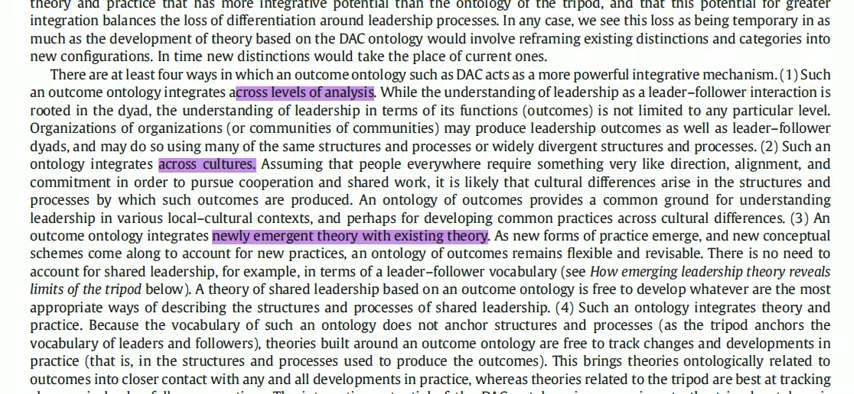 theory and practice that has more integrative potential than the ontology of the tripod, and that this potential for greater
integration balances the loss of differentiation around leadership processes. In any case, we see this loss as being temporary in as
much as the development of theory based on the DAC ontology would involve reframing existing distinctions and categories into
new configurations. In time new distinctions would take the place of current ones.
There are at least four ways in which an outcome ontology such as DAC acts as a more powerful integrative mechanism. (1) Such
an outcome ontology integrates across levels of analysis. While the understanding of leadership as a leader–follower interaction is
rooted in the dyad, the understanding of leadership in terms of its functions (outcomes) is not limited to any particular level.
Organizations of organizations (or communities of communities) may produce leadership outcomes as well as leader–follower
dyads, and may do so using many of the same structures and processes or widely divergent structures and processes. (2) Such an
ontology integrates across cultures. Assuming that people everywhere require something very like direction, alignment, and
commitment in order to pursue cooperation and shared work, it is likely that cultural differences arise in the structures and
processes by which such outcomes are produced. An ontology of outcomes provides a common ground for understanding
leadership in various local–cultural contexts, and perhaps for developing common practices across cultural differences. (3) An
outcome ontology integrates newly emergent theory with existing theory. As new forms of practice emerge, and new conceptual
schemes come along to account for new practices, an ontology of outcomes remains flexible and revisable. There is no need to
account for shared leadership, for example, in terms of a leader–follower vocabulary (see How emerging leadership theory reveals
limits of the tripod below). A theory of shared leadership based on an outcome ontology is free to develop whatever are the most
appropriate ways of describing the structures and processes of shared leadership. (4) Such an ontology integrates theory and
practice. Because the vocabulary of such an ontology does not anchor structures and processes (as the tripod anchors the
vocabulary of leaders and followers), theories built around an outcome ontology are free to track changes and developments in
practice (that is, in the structures and processes used to produce the outcomes). This brings theories ontologically related to
outcomes into closer contact with any and all developments in practice, whereas theories related to the tripod are best at tracking